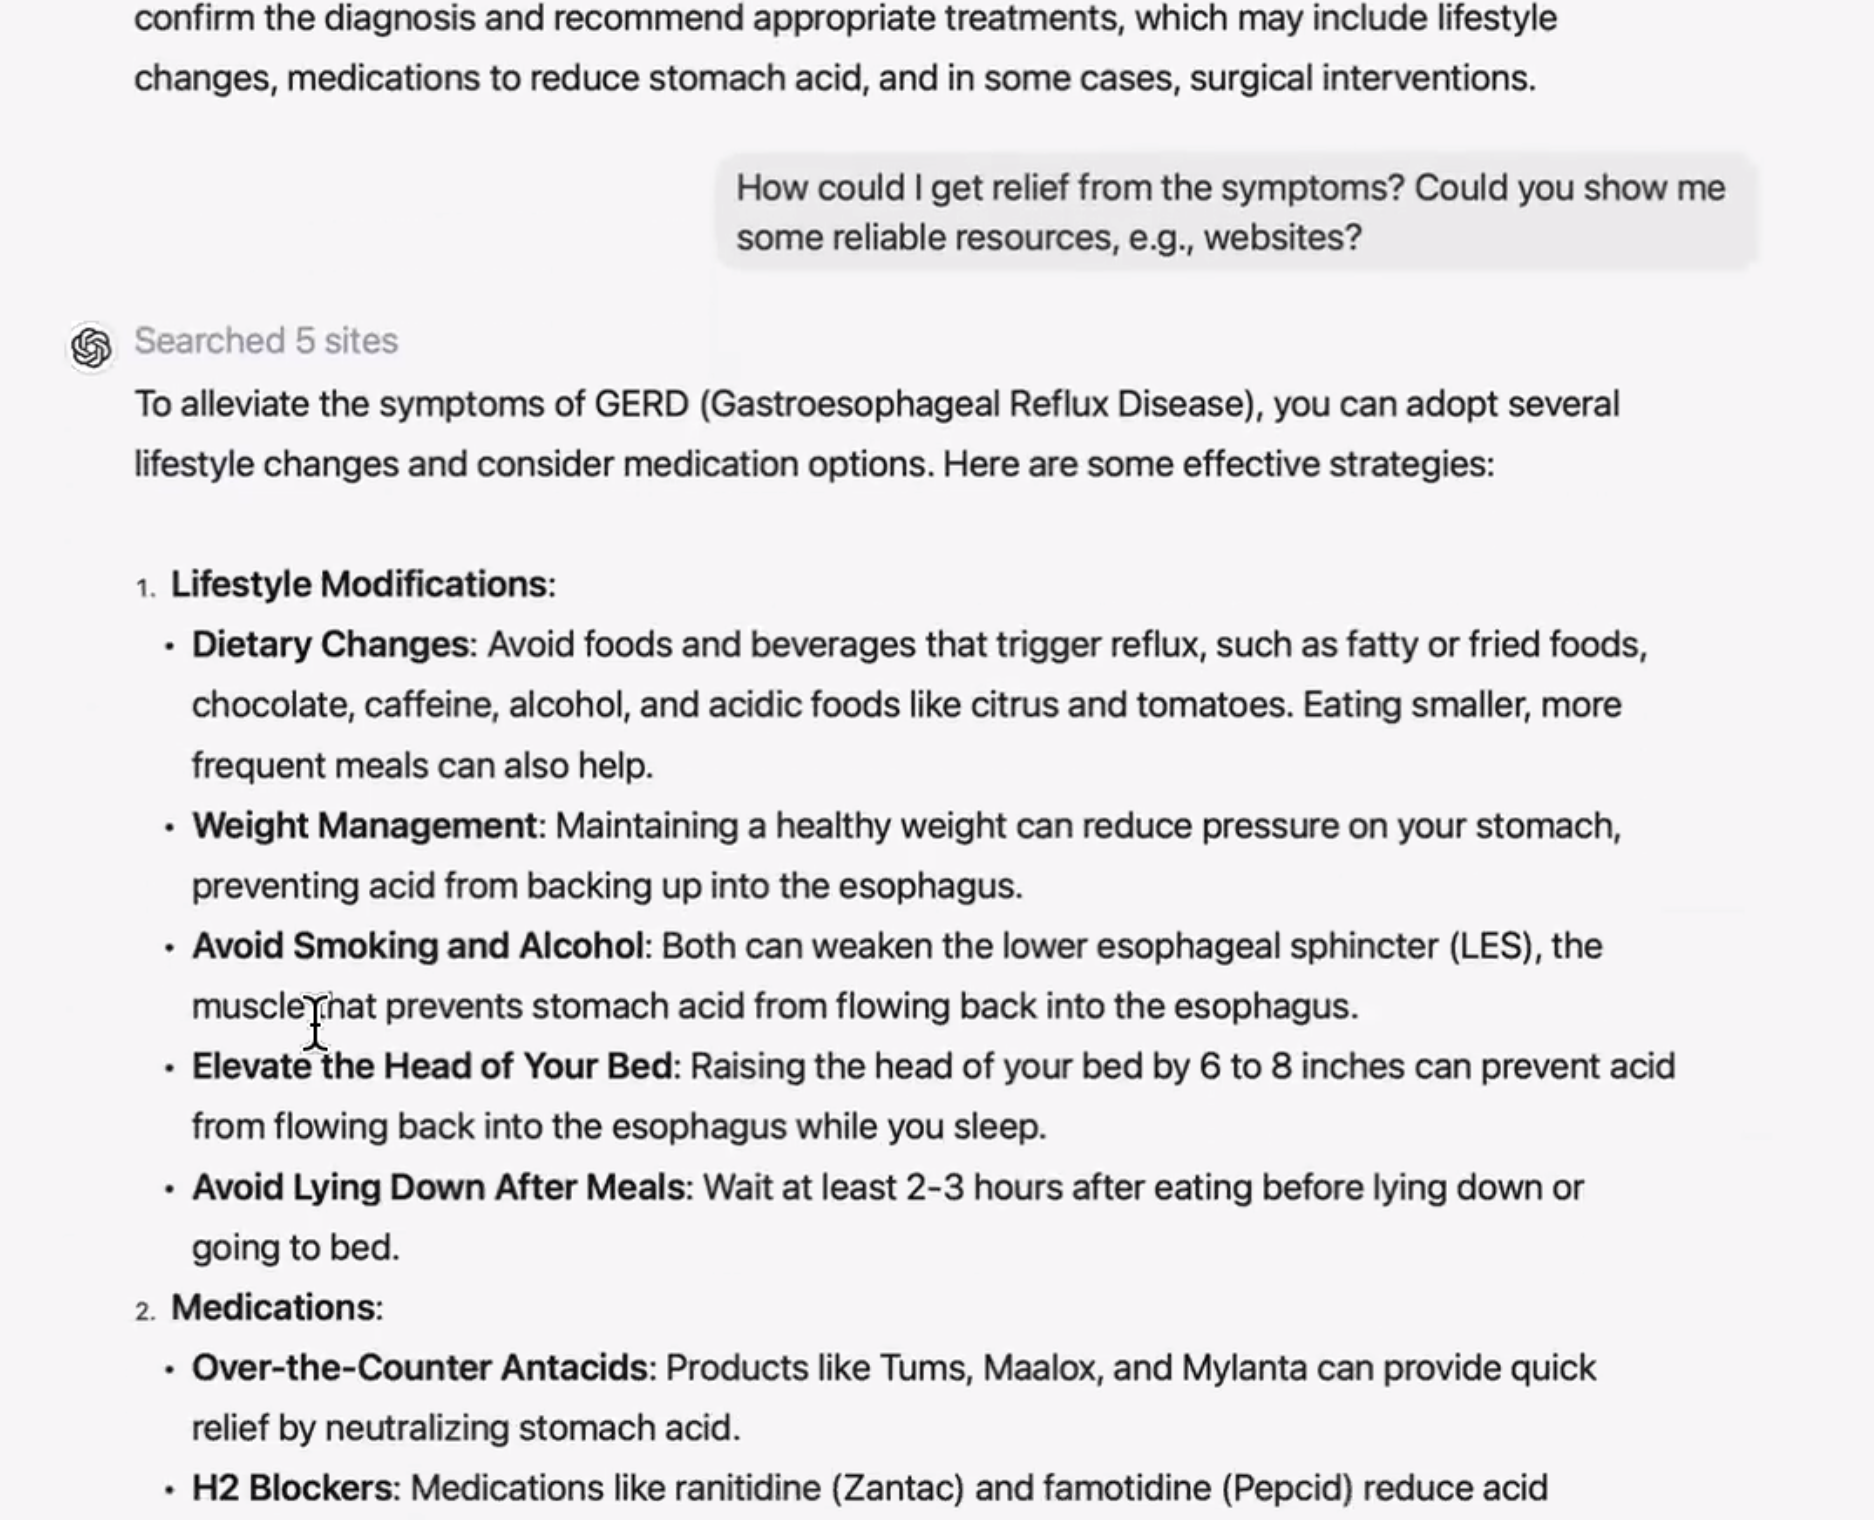 confirm the diagnosis and recommend appropriate treatments, which may include lifestyle
changes, medications to reduce stomach acid, and in some cases, surgical interventions.
How could I get relief from the symptoms? Could you show me
some reliable resources, e.g., websites?
Searched 5 sites
To alleviate the symptoms of GERD (Gastroesophageal Reflux Disease), you can adopt several
lifestyle changes and consider medication options. Here are some effective strategies:
1. Lifestyle Modifications:
• Dietary Changes: Avoid foods and beverages that trigger reflux, such as fatty or fried foods,
chocolate, caffeine, alcohol, and acidic foods like citrus and tomatoes. Eating smaller, more
frequent meals can also help.
• Weight Management: Maintaining a healthy weight can reduce pressure on your stomach,
preventing acid from backing up into the esophagus.
• Avoid Smoking and Alcohol: Both can weaken the lower esophageal sphincter (LES), the
muscle that prevents stomach acid from flowing back into the esophagus.
• Elevate the Head of Your Bed: Raising the head of your bed by 6 to 8 inches can prevent acid
from flowing back into the esophagus while you sleep.
• Avoid Lying Down After Meals: Wait at least 2-3 hours after eating before lying down or
going to bed.
2. Medications:
• Over-the-Counter Antacids: Products like Tums, Maalox, and Mylanta can provide quick
relief by neutralizing stomach acid.
• H2 Blockers: Medications like ranitidine (Zantac) and famotidine (Pepcid) reduce acid